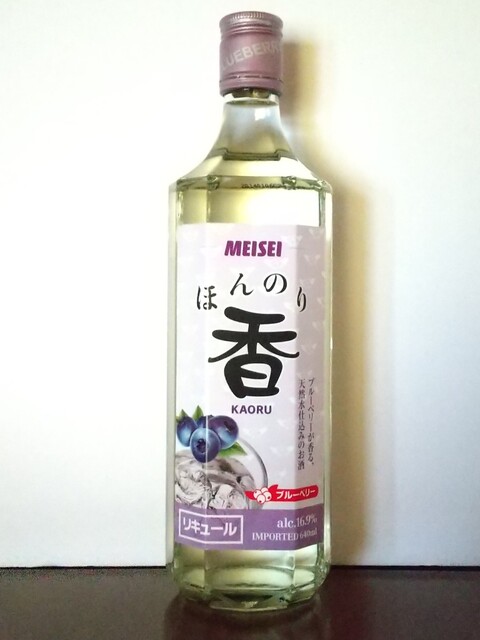 BLUEBERRY
MEISEI
ほんのり
香
KAORU
ブルーベリーが香る、
天然水仕込みのお酒
ブルーベリー
リキュール
alc.16.9%
IMPORTED 640ml